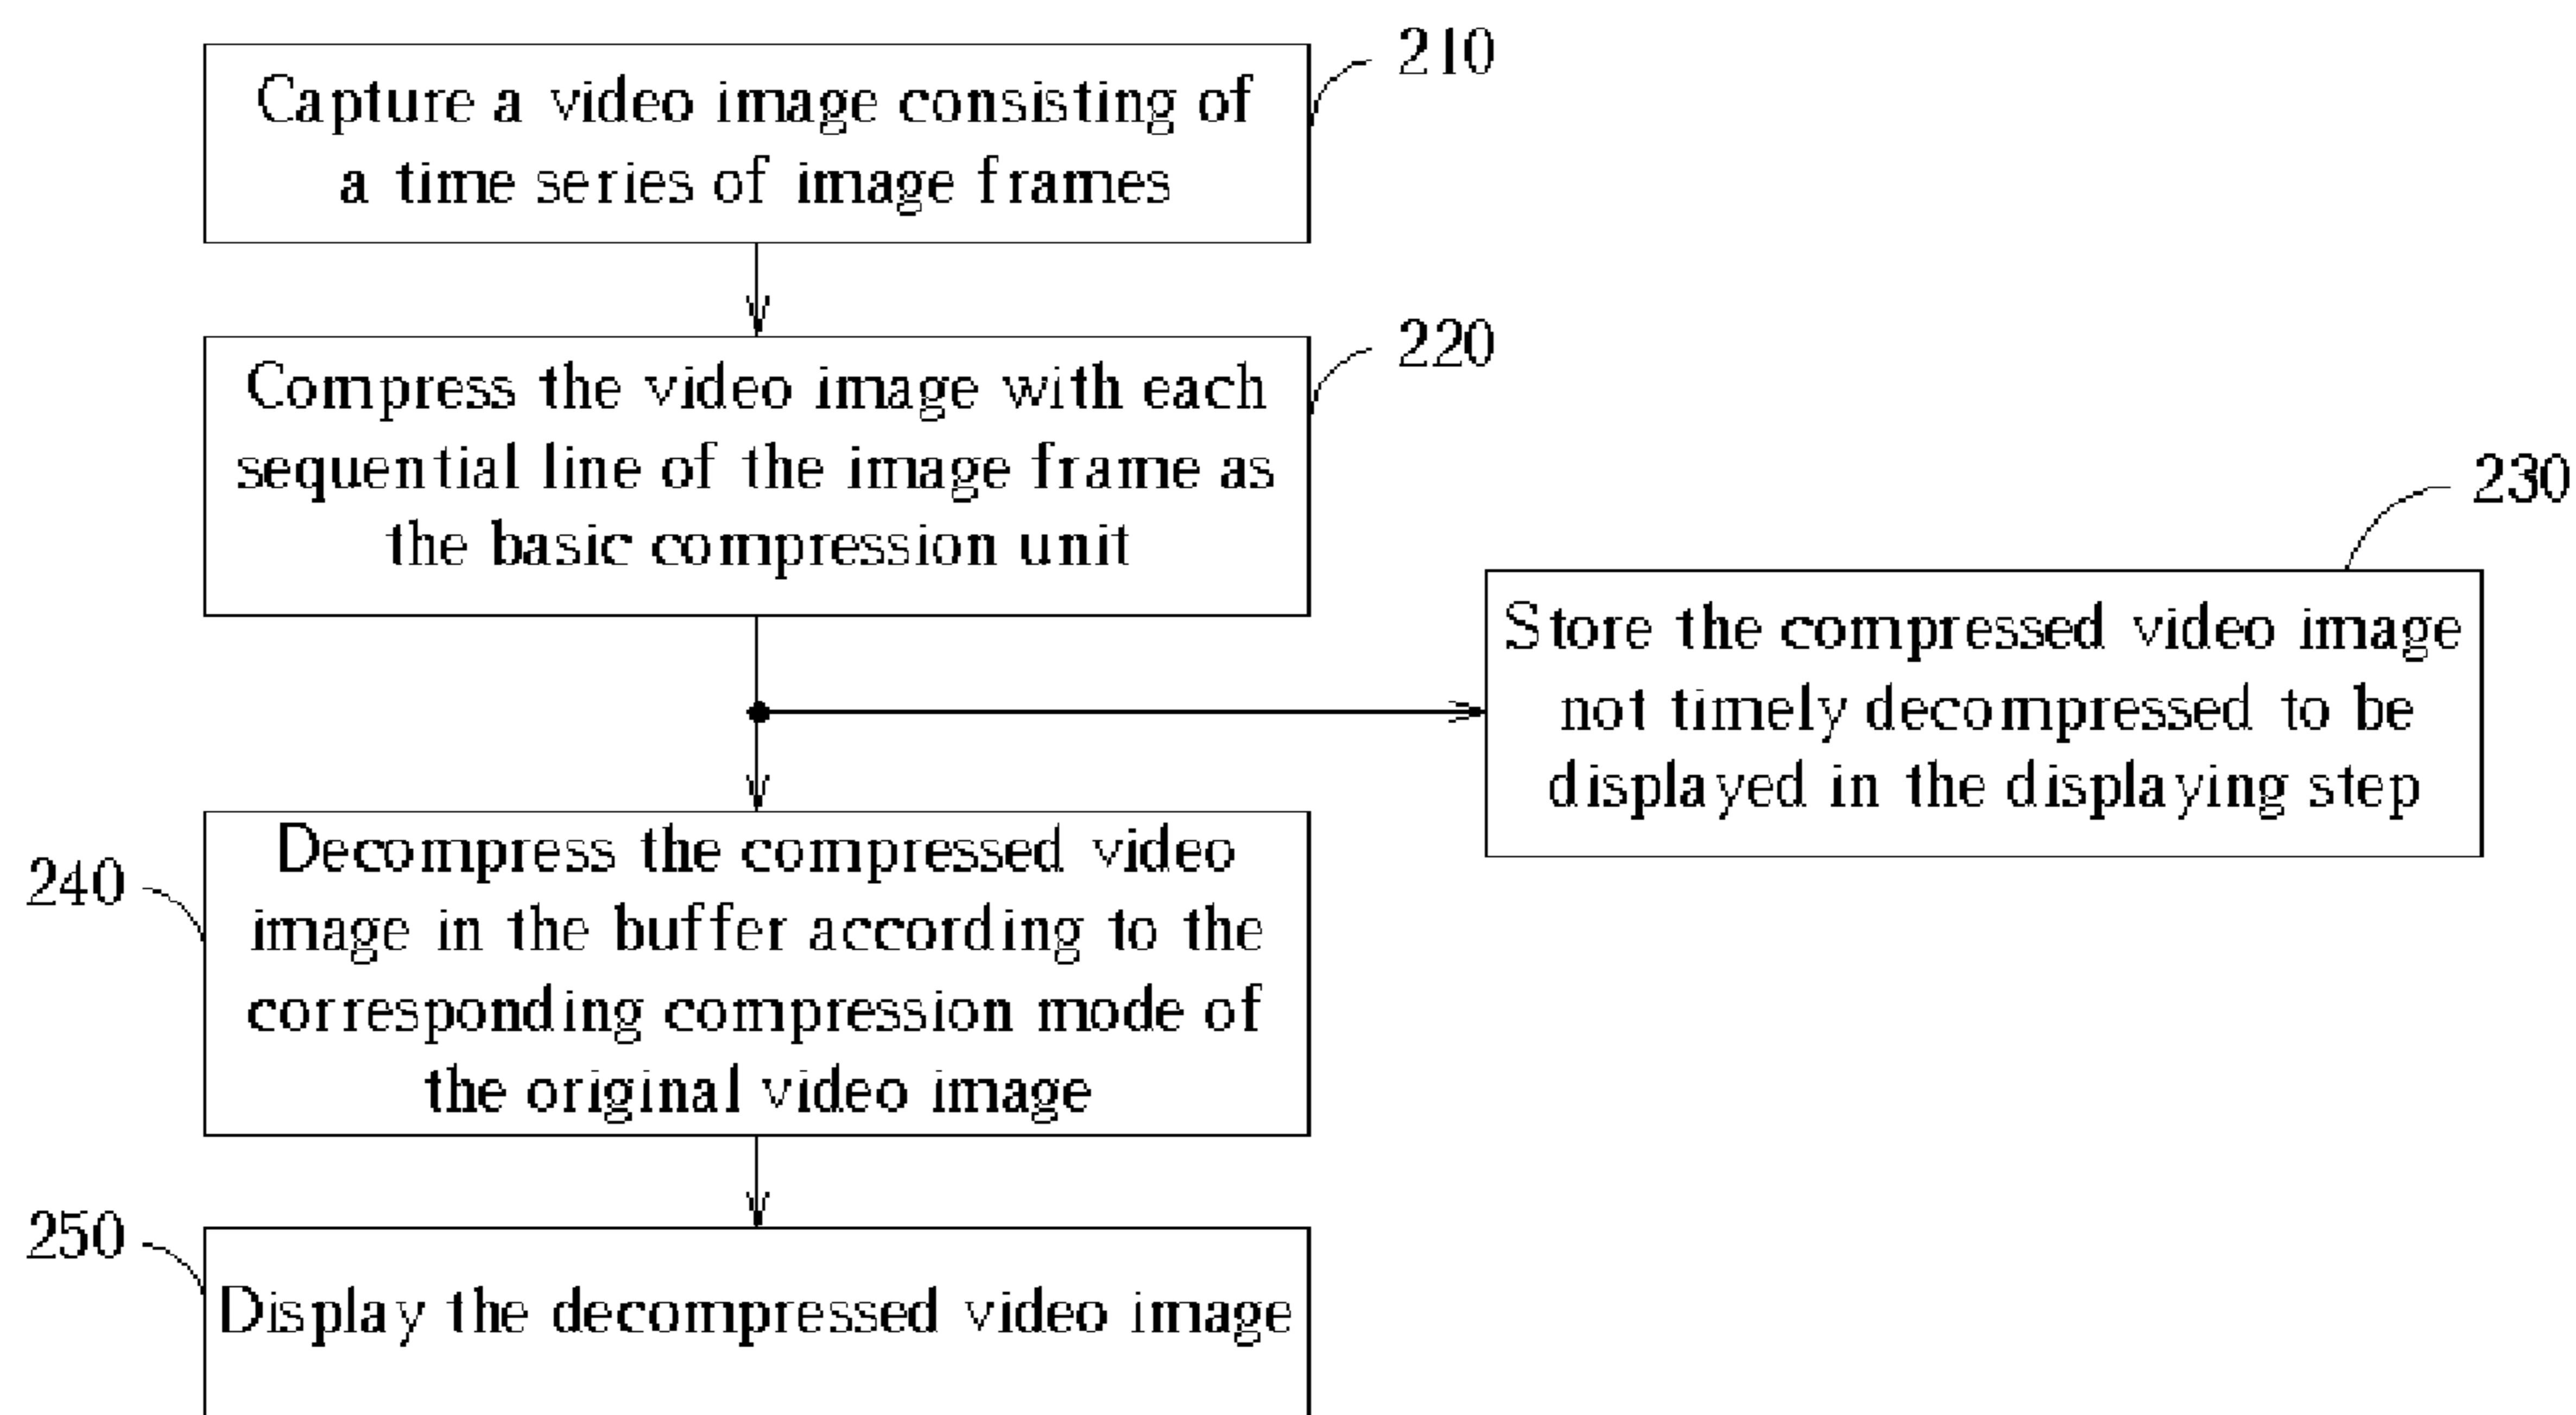 210
Capture a video image consisting of
a time series of image frames
220
Compress the video image with each
sequential line of the image frame as
the basic compression unit
230
Store the compressed video image
not timely decompressed to be
displayed in the displaying step
240
Decompress the compressed video
image in the buffer according to the
corresponding compression mode of
the original video image
250
Display the decompressed video image